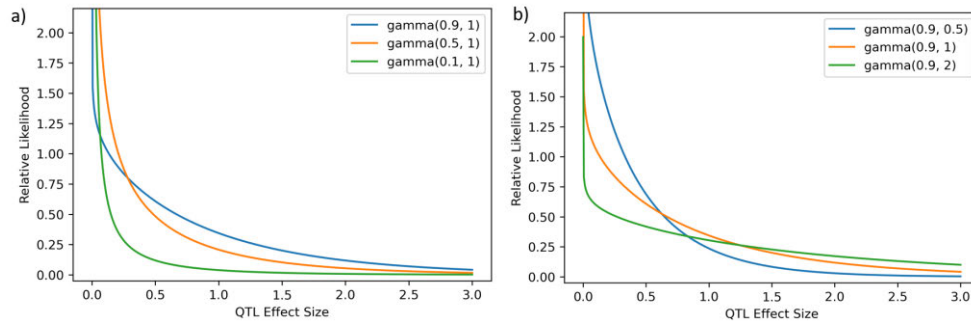 a)
gamma(0.9, 1)
gamma(0.5, 1)
gamma(0.1, 1)
Relative Likelihood
2.00
1.75
1.50
1.25
1.00
0.75
0.50
0.25
0.00
0.0 0.5 1.0 1.5 2.0 2.5 3.0
QTL Effect Size
b)
gamma(0.9, 0.5)
gamma(0.9, 1)
gamma(0.9, 2)
Relative Likelihood
2.00
1.75
1.50
1.25
1.00
0.75
0.50
0.25
0.00
0.0 0.5 1.0 1.5 2.0 2.5 3.0
QTL Effect Size